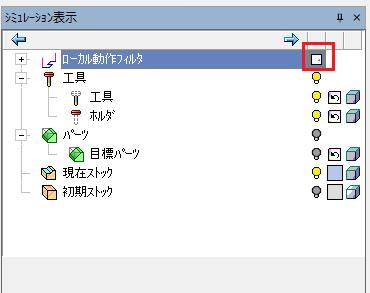 ｼﾐｭﾚｰｼｮﾝ表示
ﾛｰｶﾙ動作ﾌｨﾙﾀ
工具
工具
ﾎﾙﾀﾞ
ﾊﾟｰﾂ
目標ﾊﾟｰﾂ
現在ｽﾄｯｸ
初期ｽﾄｯｸ